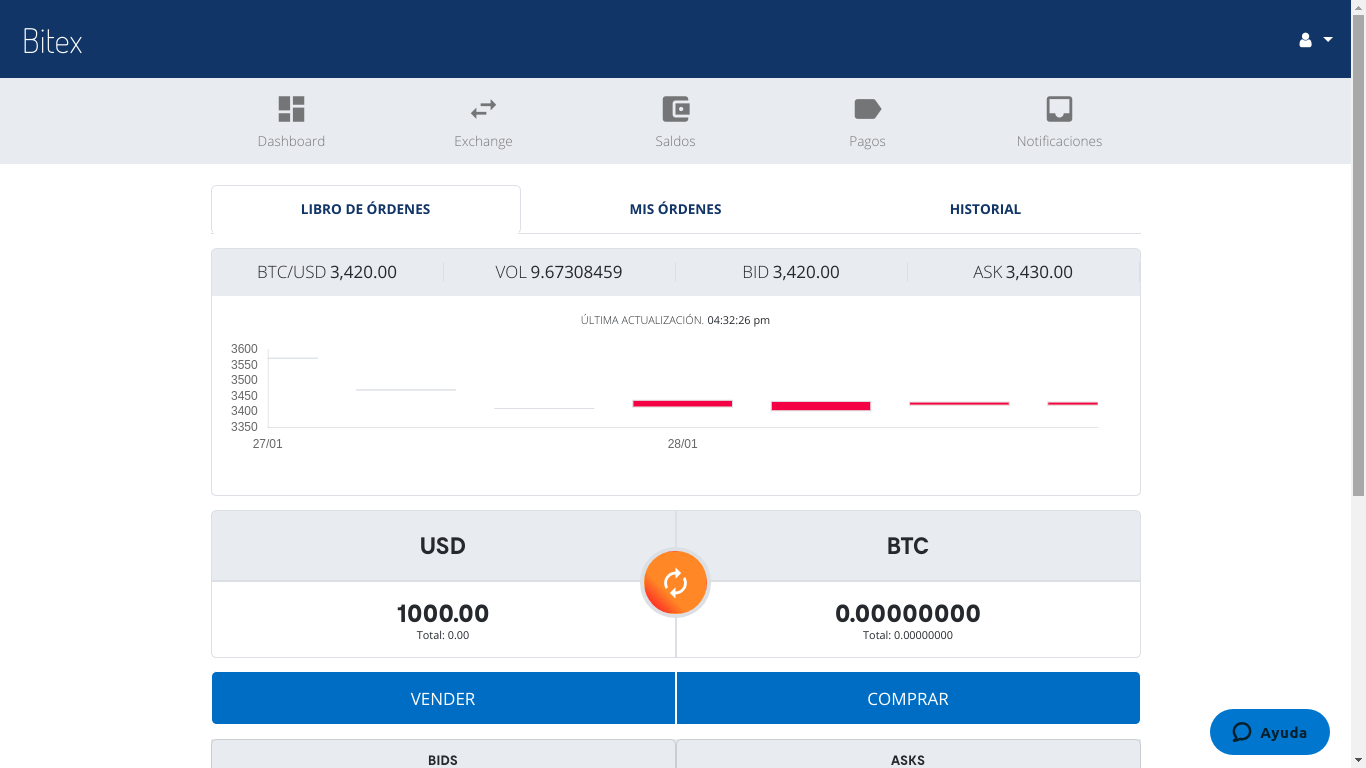 Bitex
Dashboard
Exchange
Saldos
Pagos
Notificaciones
LIBRO DE ÓRDENES
MIS ÓRDENES
HISTORIAL
BTC/USD 3,420.00
VOL 9.67308459
BID 3,420.00
ASK 3,430.00
ÚLTIMA ACTUALIZACIÓN. 04:32:26 pm
3600
3550
3500
3450
3400
3350
27/01
28/01
USD
BTC
1000.00
Total: 0.00
0.00000000
Total: 0.00000000
VENDER
COMPRAR
BIDS
ASKS
Ayuda